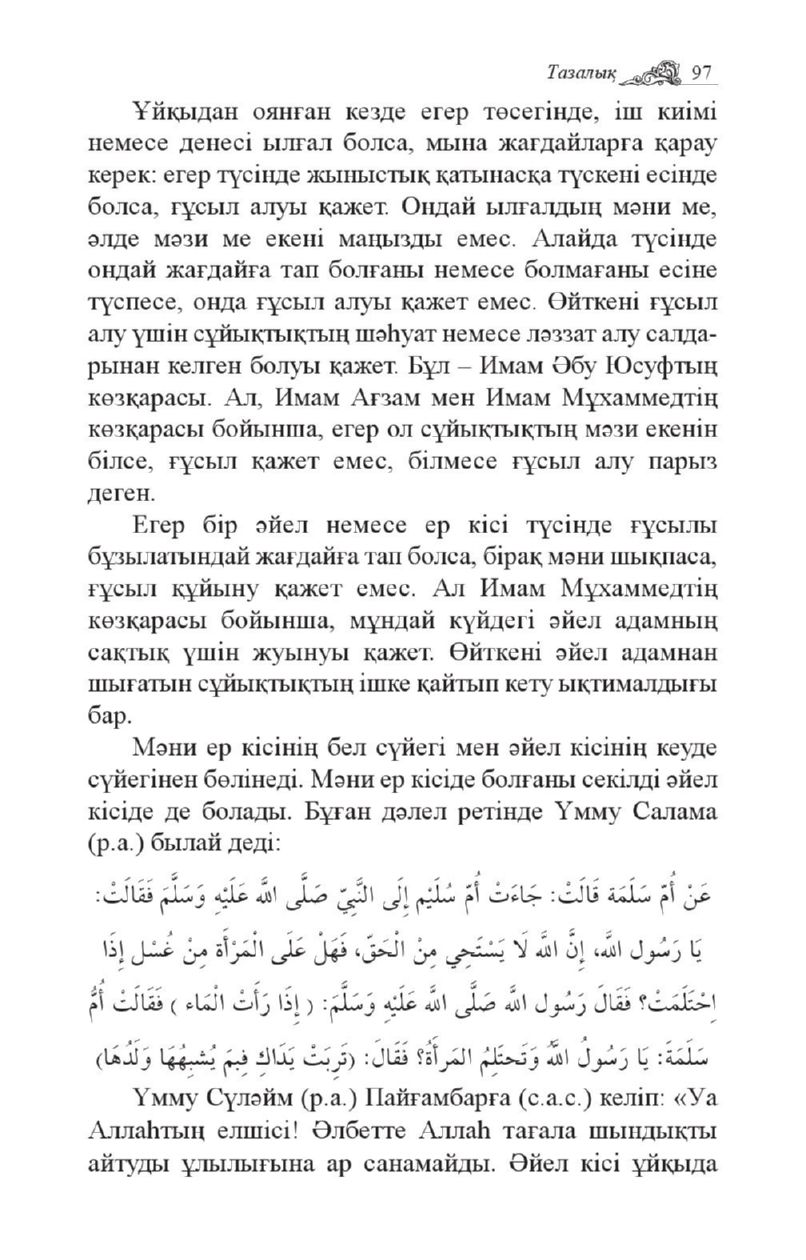 Тазалық 97
Ұйқыдан оянған кезде егер төсегінде, іш киімі
немесе денесі ылғал болса, мына жағдайларға қарау
керек: егер түсінде жыныстық қатынасқа түскені есінде
болса, ғұсыл алуы қажет. Ондай ылғалдың мәни ме,
әлде мәзи ме екені маңызды емес. Алайда түсінде
ондай жағдайға тап болғаны немесе болмағаны есіне
түспесе, онда ғұсыл алуы қажет емес. Өйткені ғұсыл
алу үшін сұйықтықтың шәһуат немесе ләззат алу салда-
рынан келген болуы қажет. Бұл – Имам Әбу Юсуфтың
көзқарасы. Ал, Имам Ағзам мен Имам Мұхаммедтің
көзқарасы бойынша, егер ол сұйықтықтың мәзи екенін
білсе, ғұсыл қажет емес, білмесе ғұсыл алу парыз
деген.
Егер бір әйел немесе ер кісі түсінде ғұсылы
бұзылатындай жағдайға тап болса, бірақ мәни шықпаса,
ғұсыл құйыну қажет емес. Ал Имам Мұхаммедтің
көзқарасы бойынша, мұндай күйдегі әйел адамның
сақтық үшін жуынуы қажет. Өйткені әйел адамнан
шығатын сұйықтықтың ішке қайтып кету ықтималдығы
бар.
Мәни ер кісінің бел сүйегі мен әйел кісінің кеуде
сүйегінен бөлінеді. Мәни ер кісіде болғаны секілді әйел
кісіде де болады. Бұған дәлел ретінде Үмму Салама
(р.а.) былай деді:
عَنْ أُمِّ سَلَمَة قَالَتْ: جَاءَتْ أُمّ سُلَيْم إِلَى النَّبِيّ صَلَّى الله عَلَيْهِ وَسَلَّمَ فَقَالَتْ:
يَا رَسُول الله، إِنَّ الله لَا يَسْتَحِي مِنْ الْحَقّ، فَهَلْ عَلَى الْمَرْأَة مِنْ غُسْل إِذَا
اِحْتَلَمَتْ؟ فَقَالَ رَسُول الله صَلَّى الله عَلَيْهِ وَسَلَّمَ: ( إِذَا رَأَتْ الْمَاء ) فَقَالَتْ أُمُّ
سَلَمَةَ: يَا رَسُولُ اللهِ وَتَحتَلِمُ المَرأَةُ؟ فَقَالَ: (تَرِبَتْ يَدَاكِ فَبِمَ يُشبِهُهَا وَلَدُهَا)
Үмму Сүләйм (р.а.) Пайғамбарға (с.а.с.) келіп: «Уа
Аллаһтың елшісі! Әлбетте Аллаһ тағала шындықты
айтуды ұлылығына ар санамайды. Әйел кісі ұйқыда